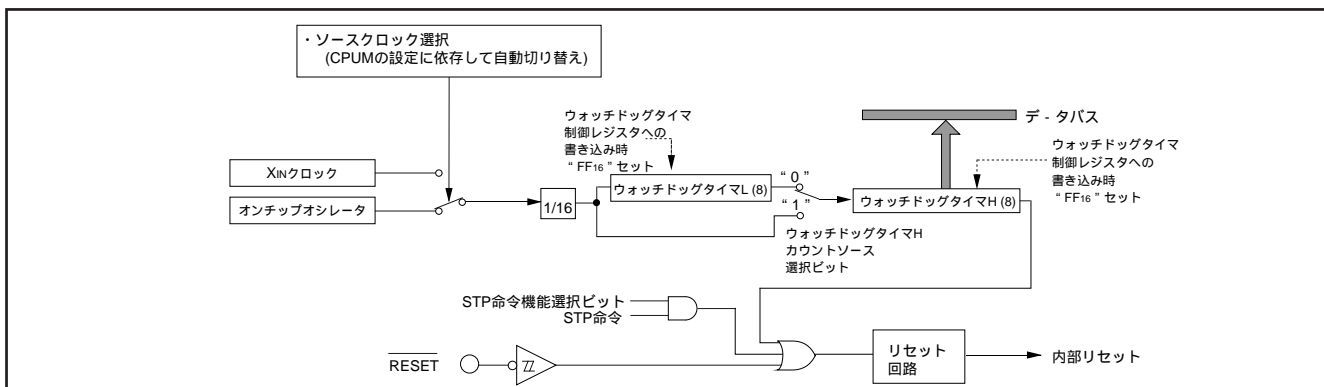 ・ソースクロック選択
(CPUMの設定に依存して自動切り替え)
ウォッチドッグタイマ
制御レジスタへの
書き込み時
“ FF16 ” セット
デ - タバス
ウォッチドッグタイマ
制御レジスタへの
書き込み時
“ FF16 ” セット
XINクロック
オンチップオシレータ
1/16
ウォッチドッグタイマL (8)
“ 0 ”
“ 1 ”
ウォッチドッグタイマH (8)
ウォッチドッグタイマH
カウントソース
選択ビット
STP命令機能選択ビット
STP命令
RESET
リセット
回路
内部リセット